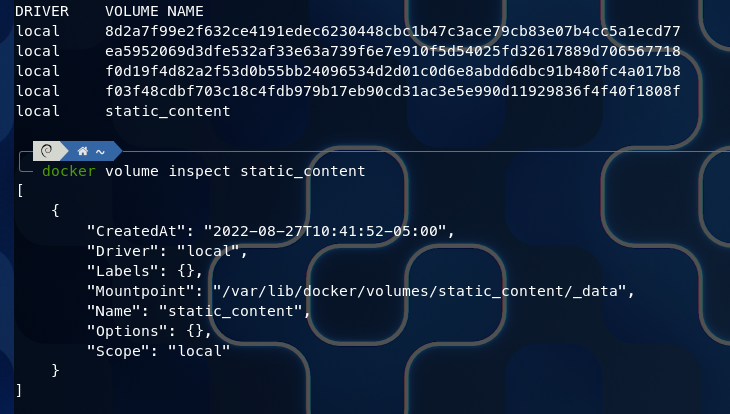 DRIVER    VOLUME NAME
local     8d2a7f99e2f632ce4191edec6230448cbc1b47c3ace79cb83e07b4cc5a1ecd77
local     ea5952069d3dfe532af33e63a739f6e7e910f5d54025fd32617889d706567718
local     f0d19f4d82a2f53d0b55bb24096534d2d01c0d6e8abdd6dbc91b480fc4a017b8
local     f03f48cdbf703c18c4fdb979b17eb90cd31ac3e5e990d11929836f4f40f1808f
local     static_content
~
docker volume inspect static_content
[
    {
        "CreatedAt": "2022-08-27T10:41:52-05:00",
        "Driver": "local",
        "Labels": {},
        "Mountpoint": "/var/lib/docker/volumes/static_content/_data",
        "Name": "static_content",
        "Options": {},
        "Scope": "local"
    }
]